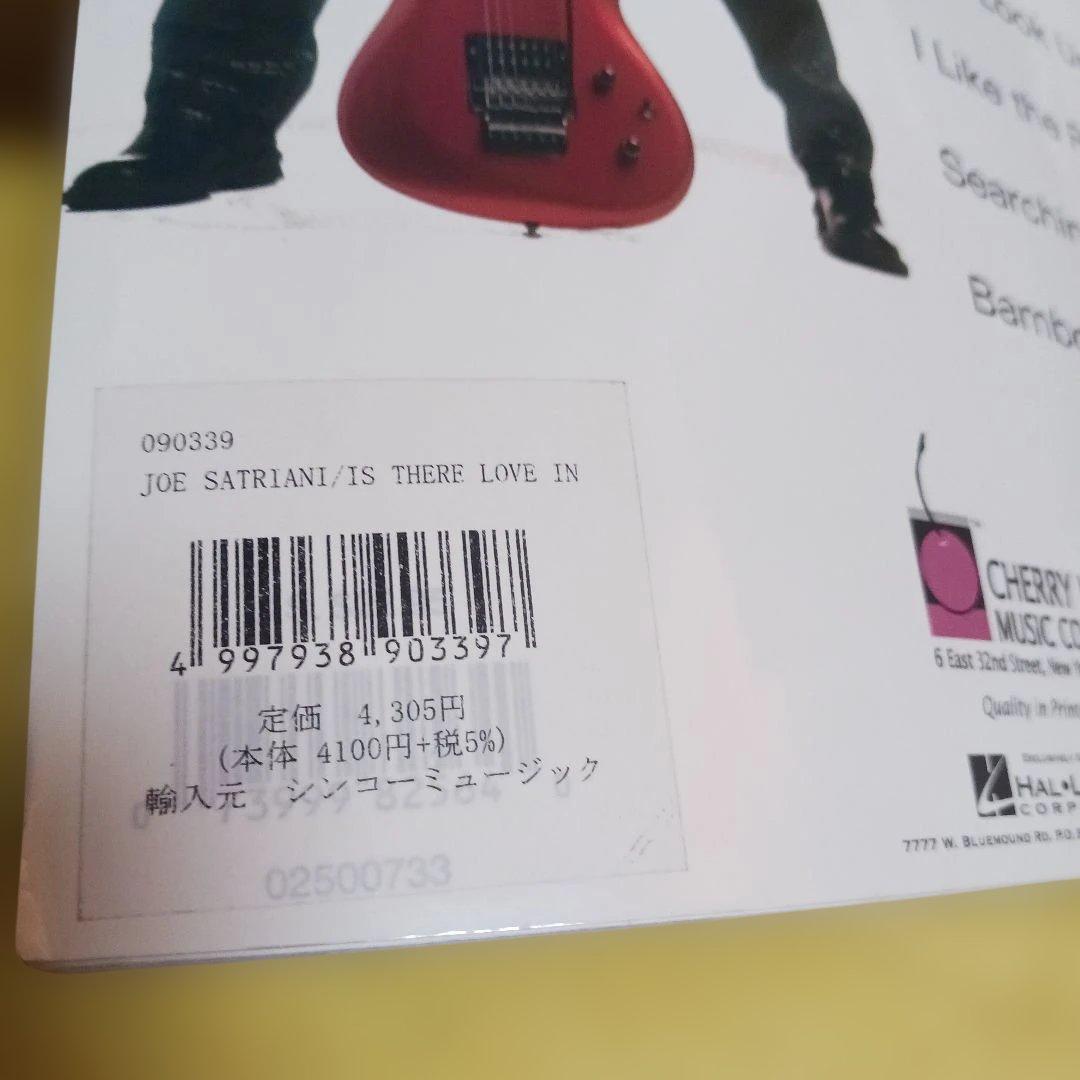 I Like the
Searchin
Bambo
090339
JOE SATRIANI/IS THERE LOVE IN
4 997938 903397
定価 4,305円
(本体 4100円+税5%)
輸入元 シンコーミュージック
02500733
CHERRY
MUSIC CO
6 East 32nd Street, New
Quality in Prin
HAL•L
CORP
7777 W. BLUEMOUND RD. P.O.